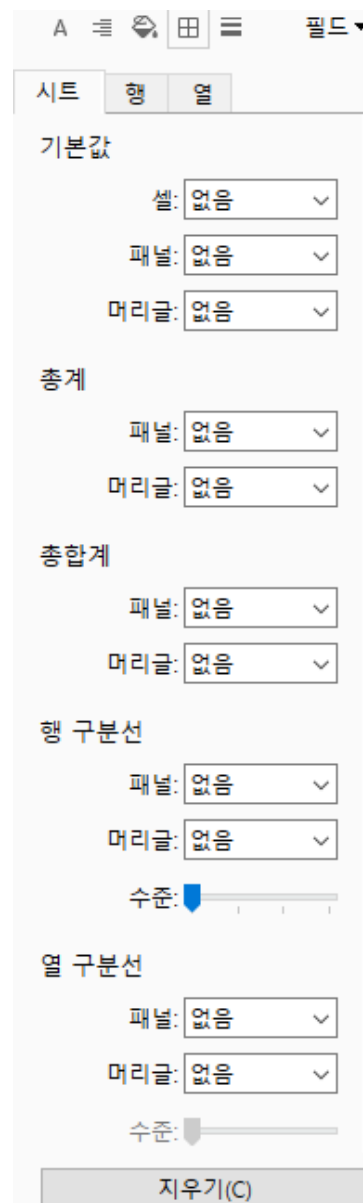 A 필드
시트 행 열
기본값
셀: 없음
패널: 없음
머리글: 없음
총계
패널: 없음
머리글: 없음
총합계
패널: 없음
머리글: 없음
행 구분선
패널: 없음
머리글: 없음
수준:
열 구분선
패널: 없음
머리글: 없음
수준:
지우기(C)